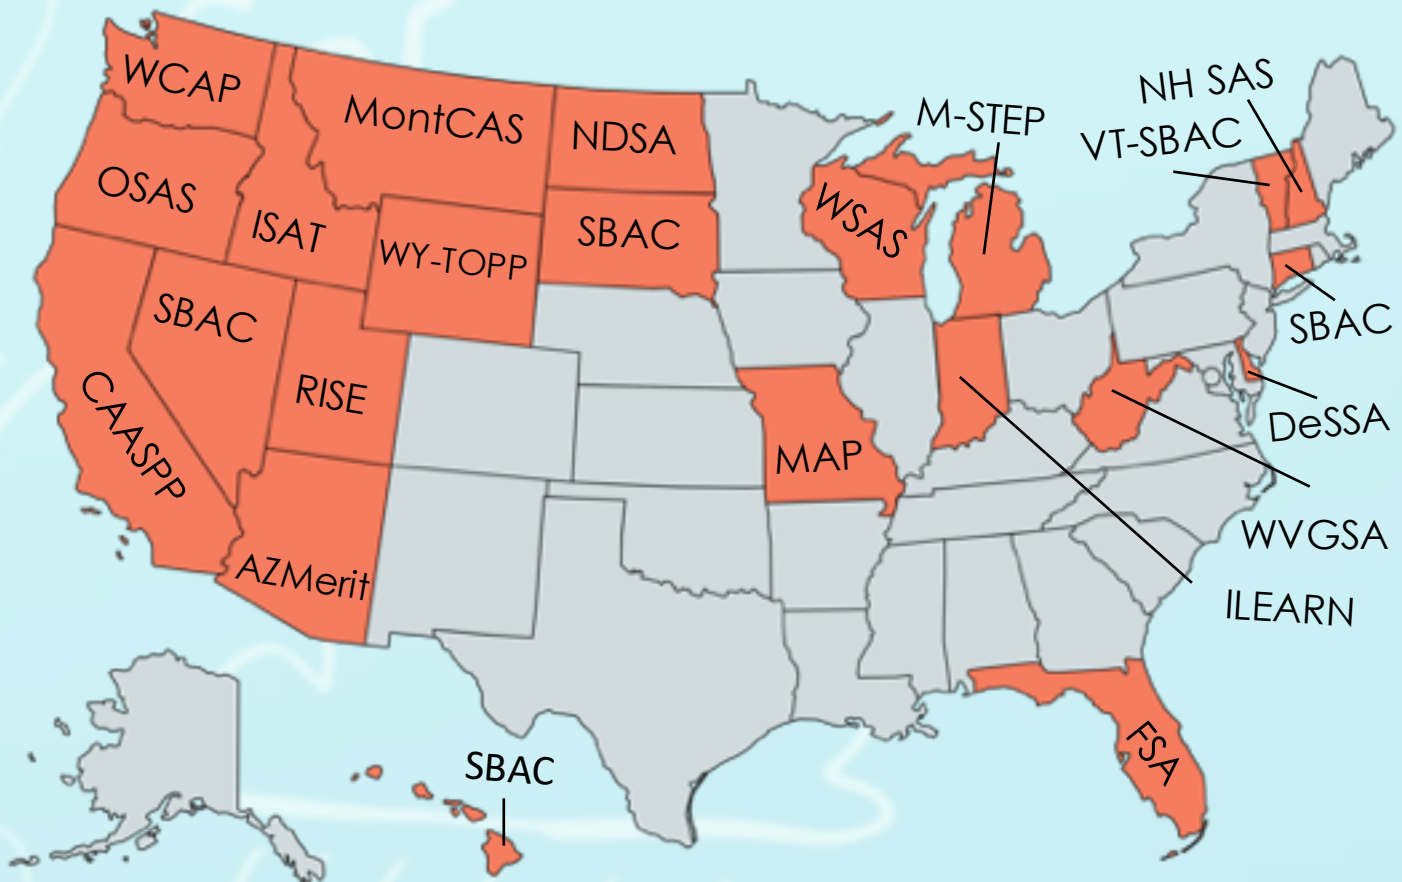 WCAP
MontCAS
NDSA
M-STEP
NH SAS
VT-SBAC
OSAS
ISAT
WY-TOPP
SBAC
WSAS
SBAC
SBAC
RISE
CAASPP
MAP
DeSSA
WVGSA
AZMerit
ILEARN
FSA
SBAC